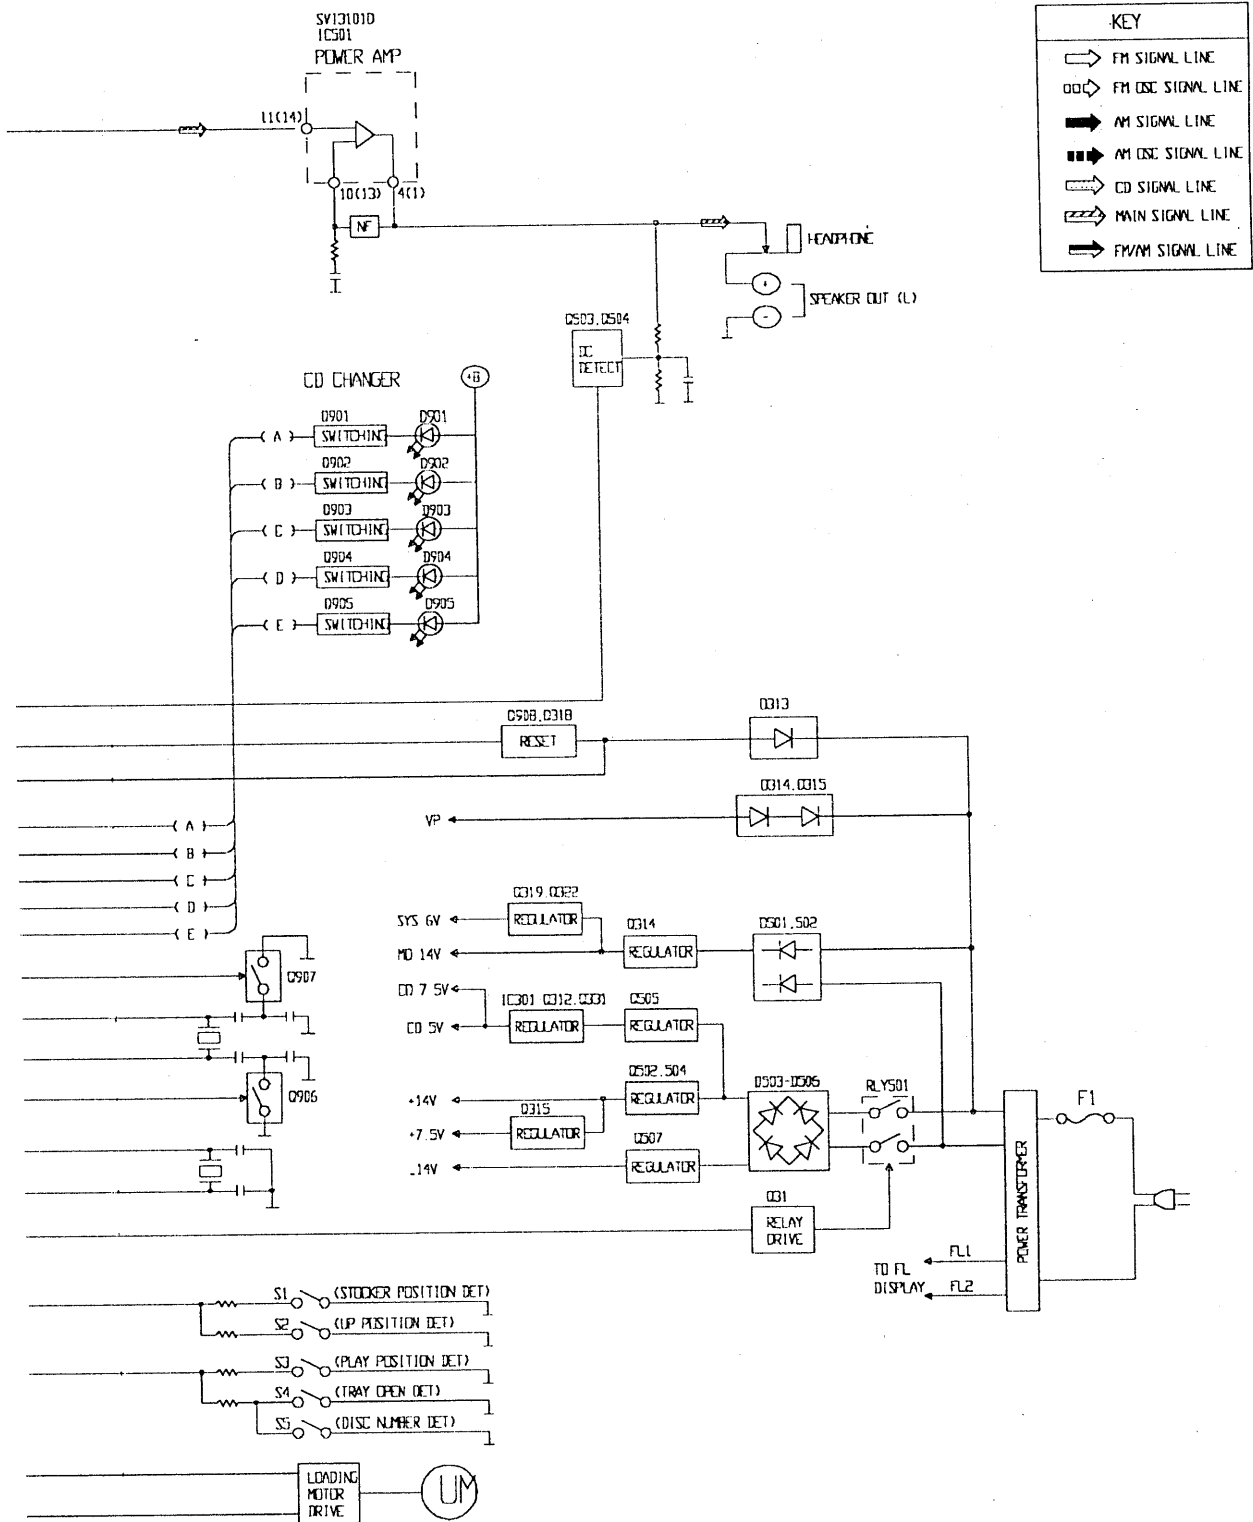 SV13101D
IC501
POWER AMP
11(14)
10(13)
4(1)
NF
KEY
FM SIGNAL LINE
FM OSC SIGNAL LINE
AM SIGNAL LINE
AM OSC SIGNAL LINE
CD SIGNAL LINE
MAIN SIGNAL LINE
FM/AM SIGNAL LINE
HEADPHONE
+
-
SPEAKER OUT (L)
Q503,Q504
DC
DETECT
CD CHANGER
+B
( A )
Q901
SWITCHING
D901
( B )
Q902
SWITCHING
D902
( C )
Q903
SWITCHING
D903
( D )
Q904
SWITCHING
D904
( E )
Q905
SWITCHING
D905
Q908,D318
RESET
D313
D314,D315
VP
( A )
( B )
( C )
( D )
( E )
Q319,Q322
SYS 6V
REGULATOR
Q314
MD 14V
REGULATOR
D501,502
Q907
CD 7 5V
IC301 Q312,Q331
Q505
CD 5V
REGULATOR
REGULATOR
Q906
Q502,504
+14V
REGULATOR
Q315
+7.5V
REGULATOR
Q507
-14V
REGULATOR
D503-D506
RLY501
F1
POWER TRANSFORMER
Q31
RELAY
DRIVE
TO FL
DISPLAY
FL1
FL2
S1 (STOCKER POSITION DET)
S2 (UP POSITION DET)
S3 (PLAY POSITION DET)
S4 (TRAY OPEN DET)
S5 (DISC NUMBER DET)
LOADING
MOTOR
DRIVE
UM